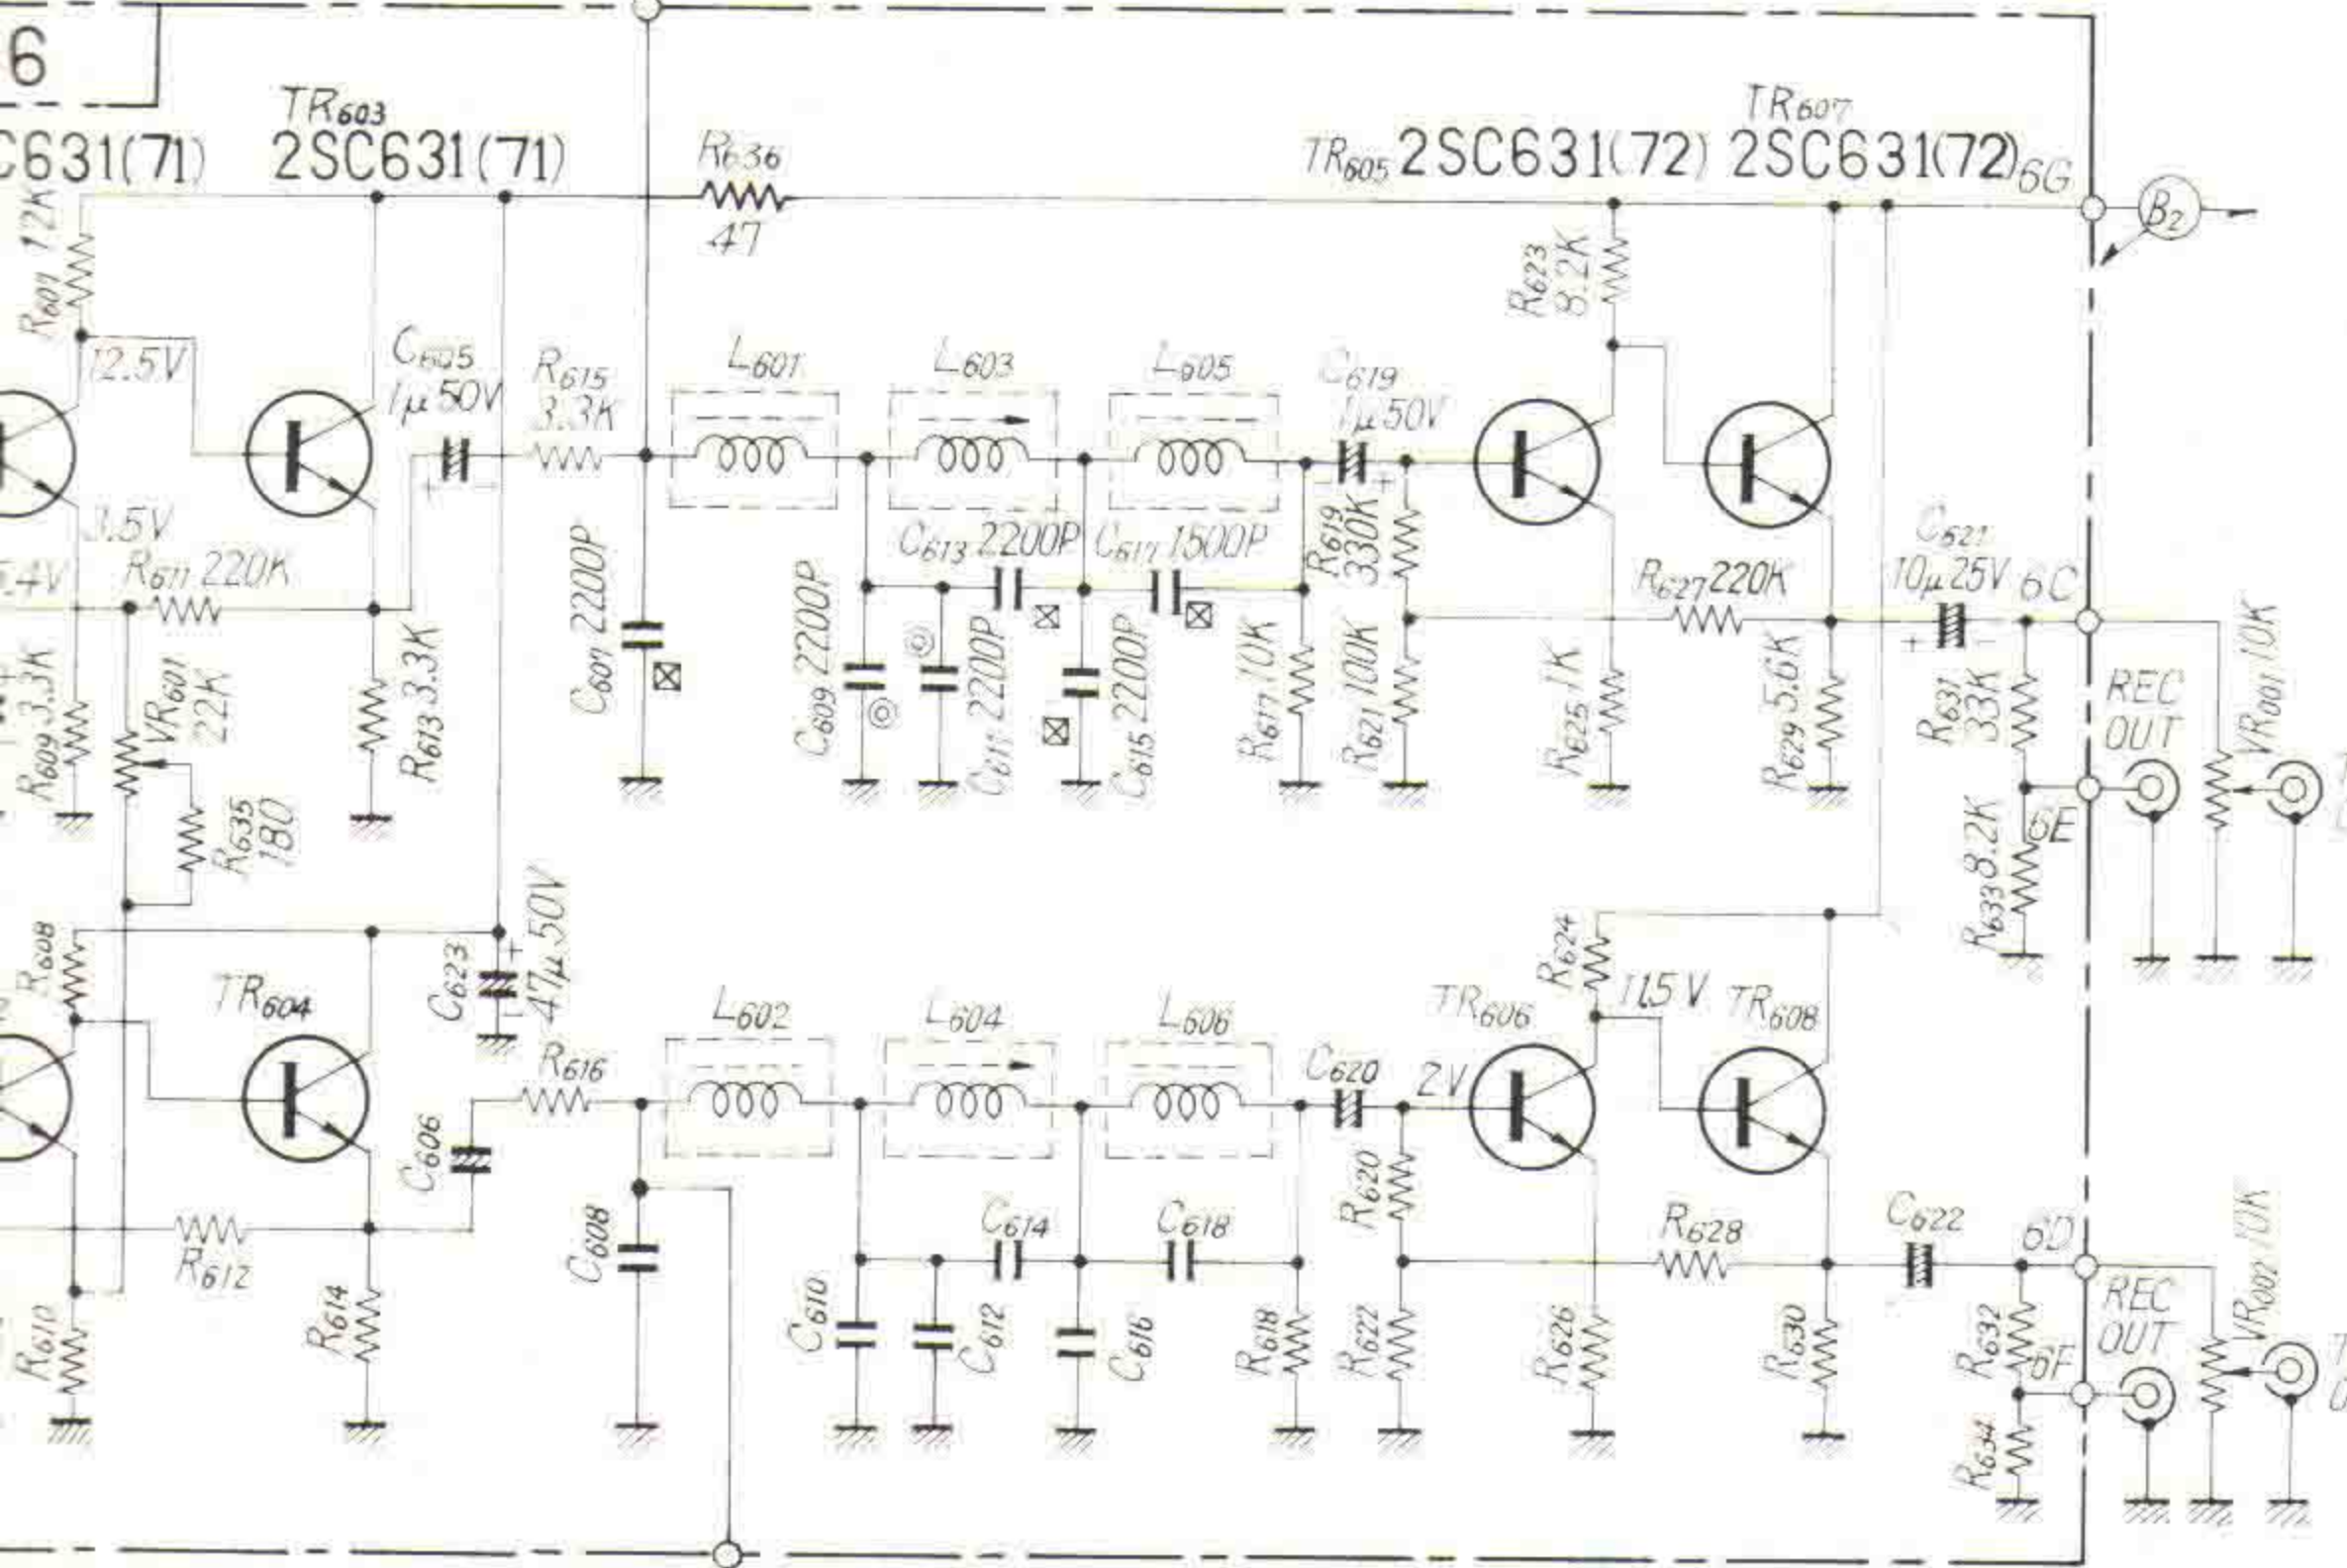 6
TR603
C631(71) 2SC631(71)
R636
47
TR605 2SC631(72)
TR607
2SC631(72)
6G
B2
R607 12K
12.5V
C605
1μ 50V
R615
3.3K
L601
L603
L605
C619
1μ 50V
R623
8.2K
3.5V
.4V
R611 220K
C607 2200P
C609 2200P
C613 2200P
C617 1500P
C611 2200P
C615 2200P
R617 10K
R619
330K
R621 100K
R627 220K
R625 1K
R629 5.6K
C621
10μ 25V
6C
R631
33K
REC
OUT
VR001 10K
R609 3.3K
VR601
22K
R613 3.3K
R635
180
6E
R633 8.2K
R608
TR604
C623
47μ 50V
R616
L602
L604
L606
C620
2V
TR606
R624
11.5V
TR608
C606
R612
R610
R614
C608
C610
C612
C614
C616
C618
R618
R620
R622
R626
R628
R630
C622
6D
R632
6F
REC
OUT
VR002 10K
R634